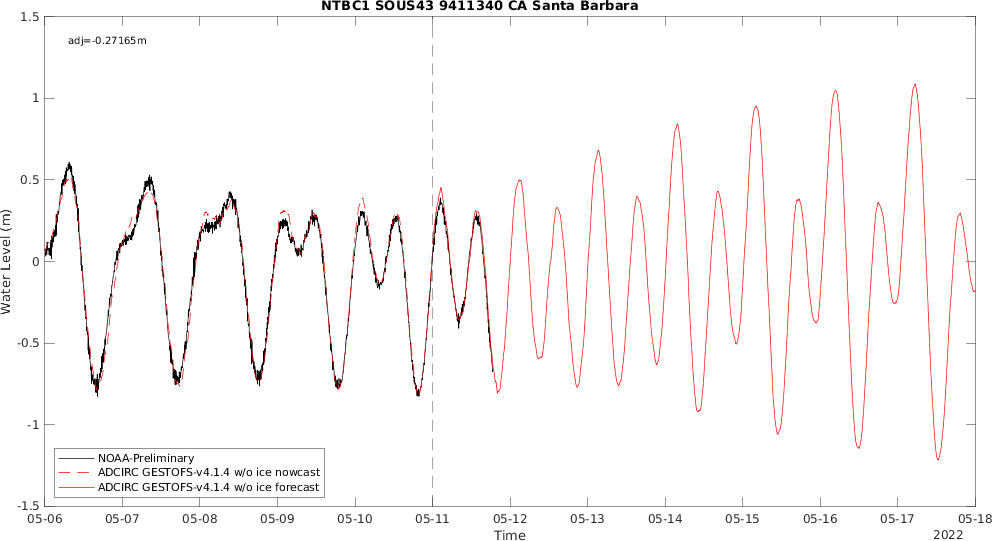 NTBC1 SOUS43 9411340 CA Santa Barbara
adj=-0.27165m
1.5
1
0.5
0
-0.5
-1
-1.5
Water Level (m)
NOAA-Preliminary
ADCIRC GESTOFS-v4.1.4 w/o ice nowcast
ADCIRC GESTOFS-v4.1.4 w/o ice forecast
05-06 05-07 05-08 05-09 05-10 05-11 05-12 05-13 05-14 05-15 05-16 05-17 05-18
Time
2022